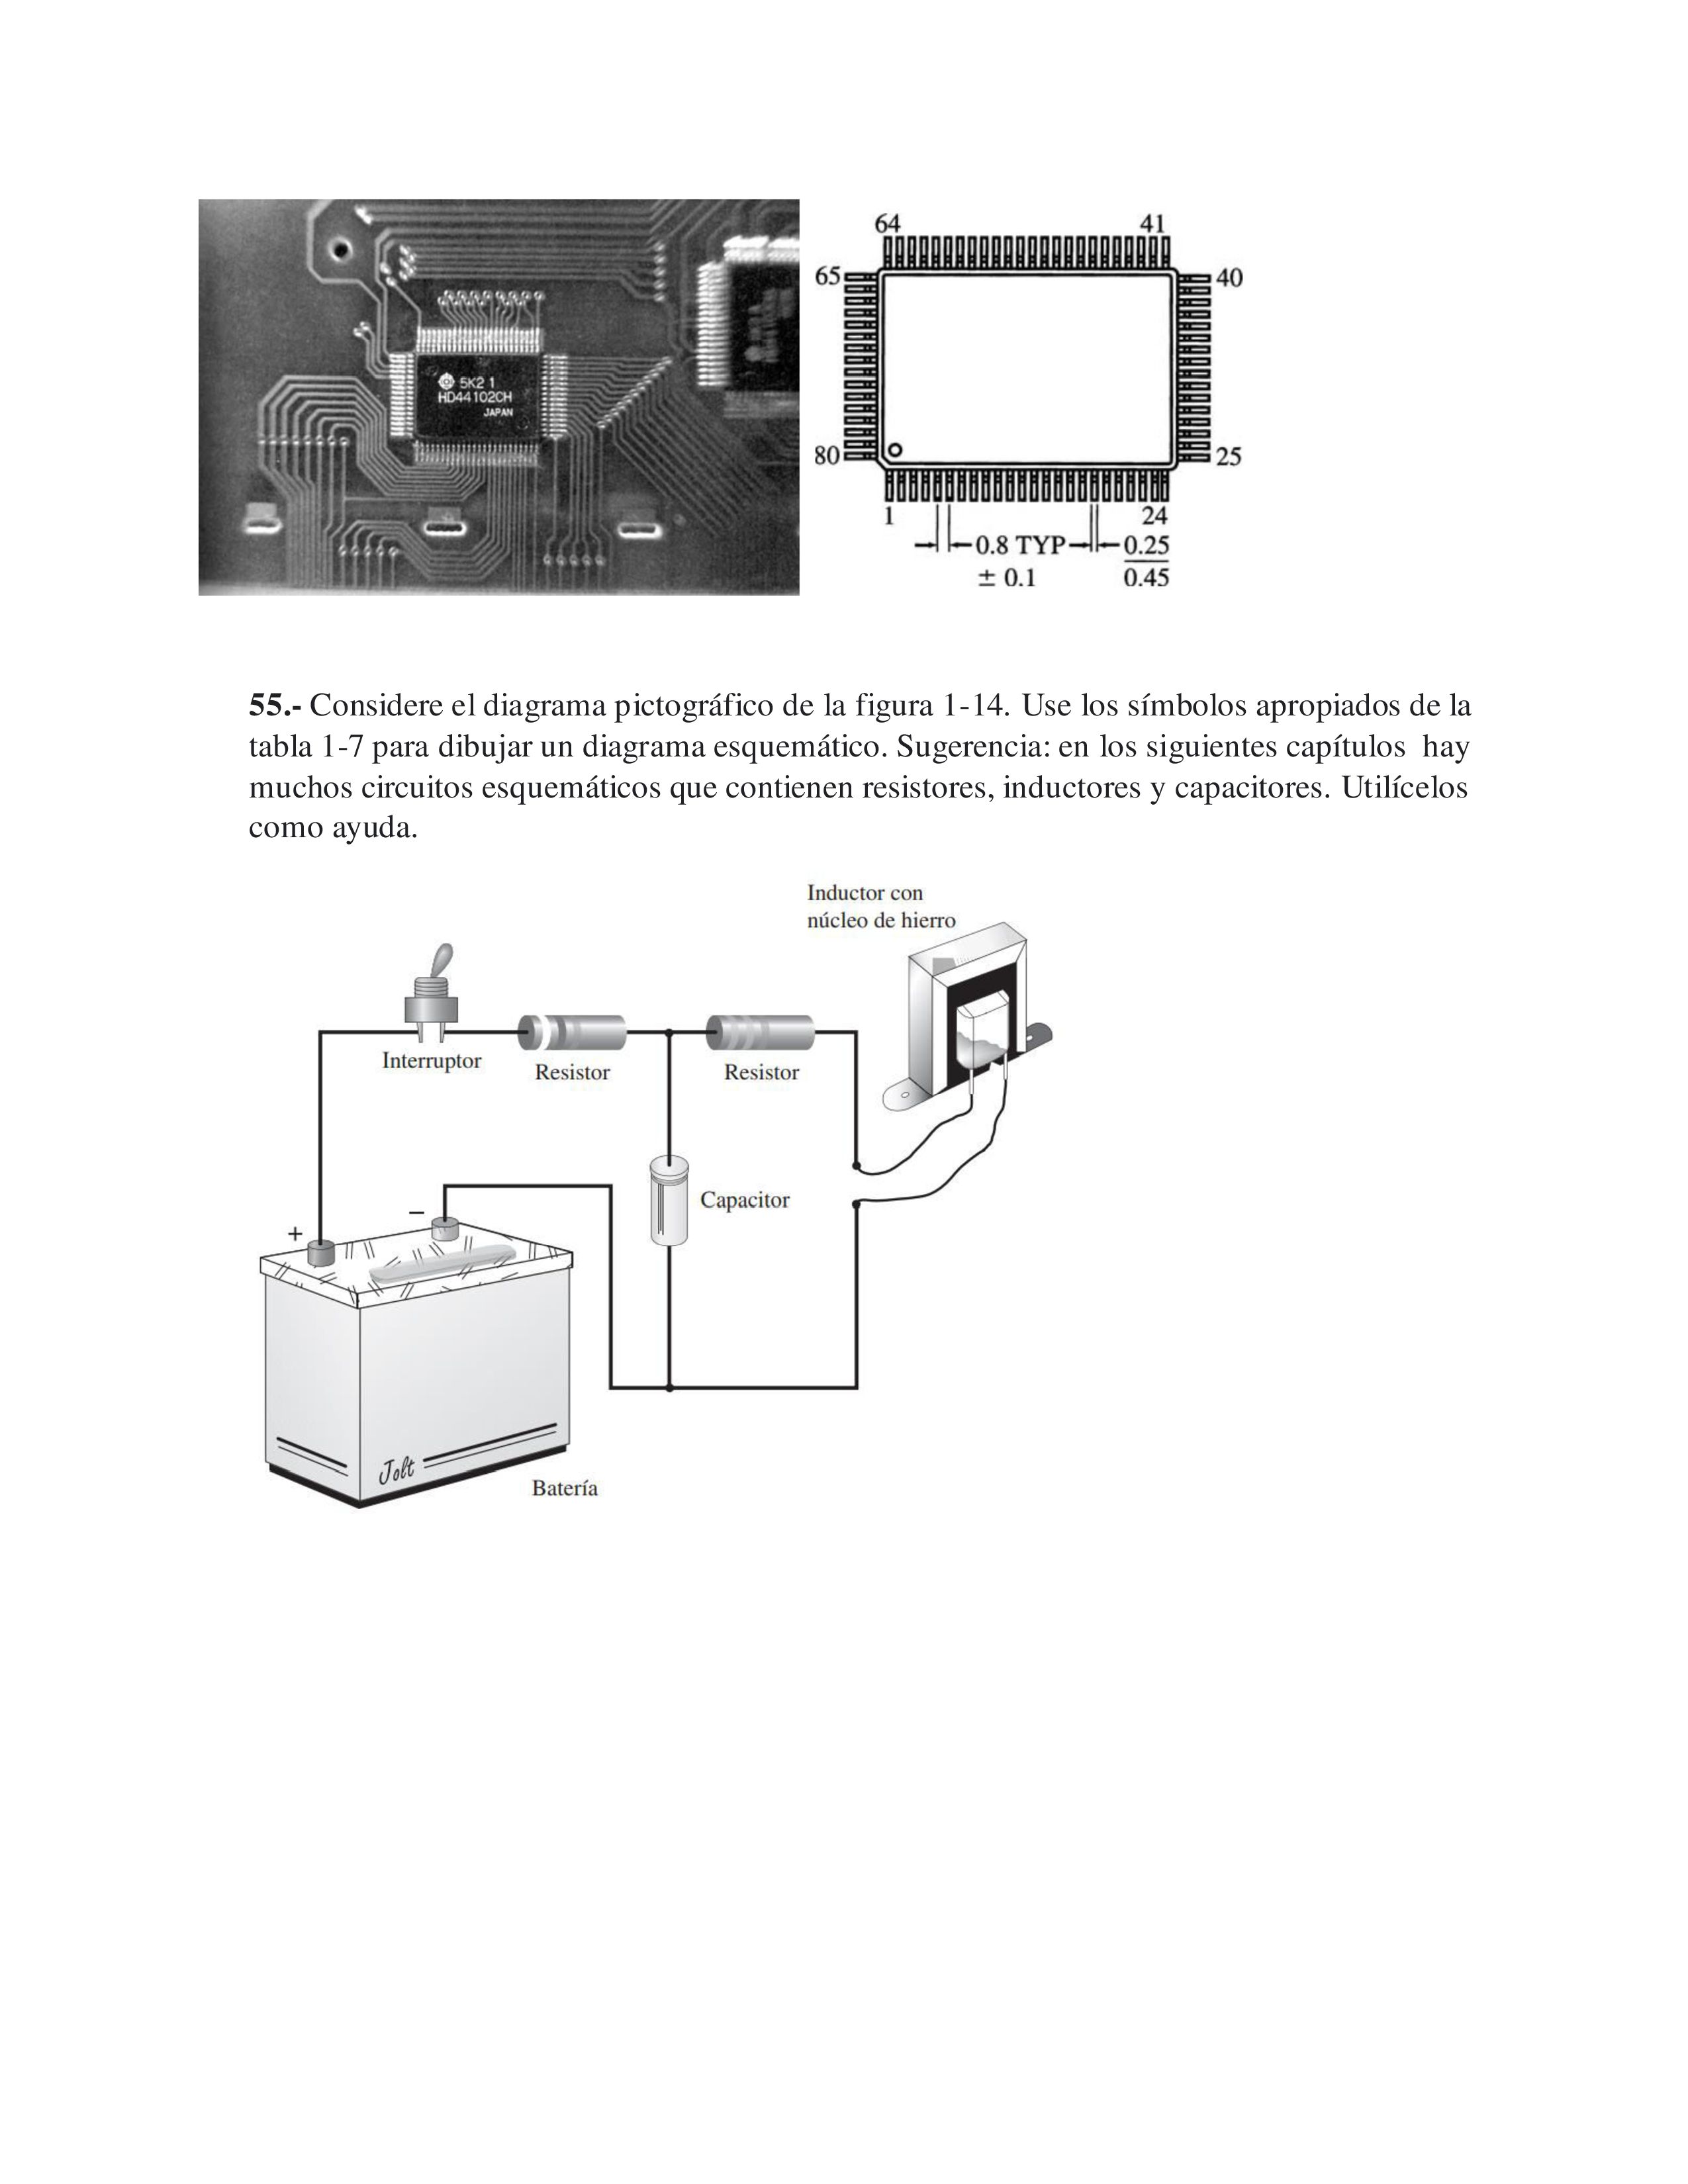 5K2 1
HD44102CH
JAPAN
64 41
65 40
80 25
1 24
0.8 TYP 0.25
± 0.1 0.45
55.- Considere el diagrama pictográfico de la figura 1-14. Use los símbolos apropiados de la
tabla 1-7 para dibujar un diagrama esquemático. Sugerencia: en los siguientes capítulos hay
muchos circuitos esquemáticos que contienen resistores, inductores y capacitores. Utilícelos
como ayuda.
Inductor con
núcleo de hierro
Interruptor
Resistor Resistor
Capacitor
+ −
Jolt
Batería